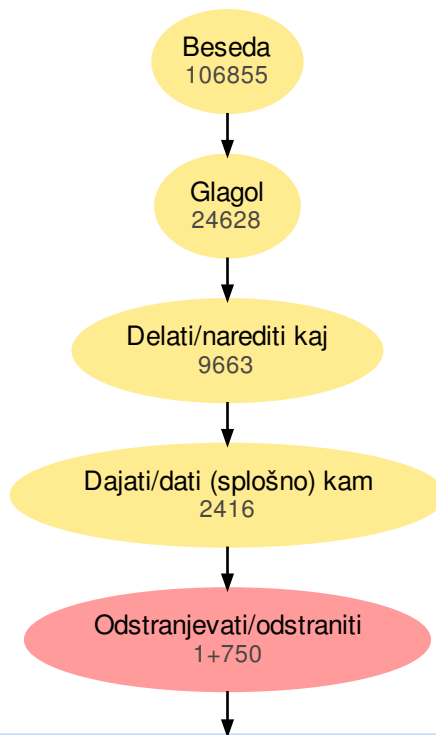 Beseda
106855
Glagol
24628
Delati/narediti kaj
9663
Dajati/dati (splošno) kam
2416
Odstranjevati/odstraniti
1+750